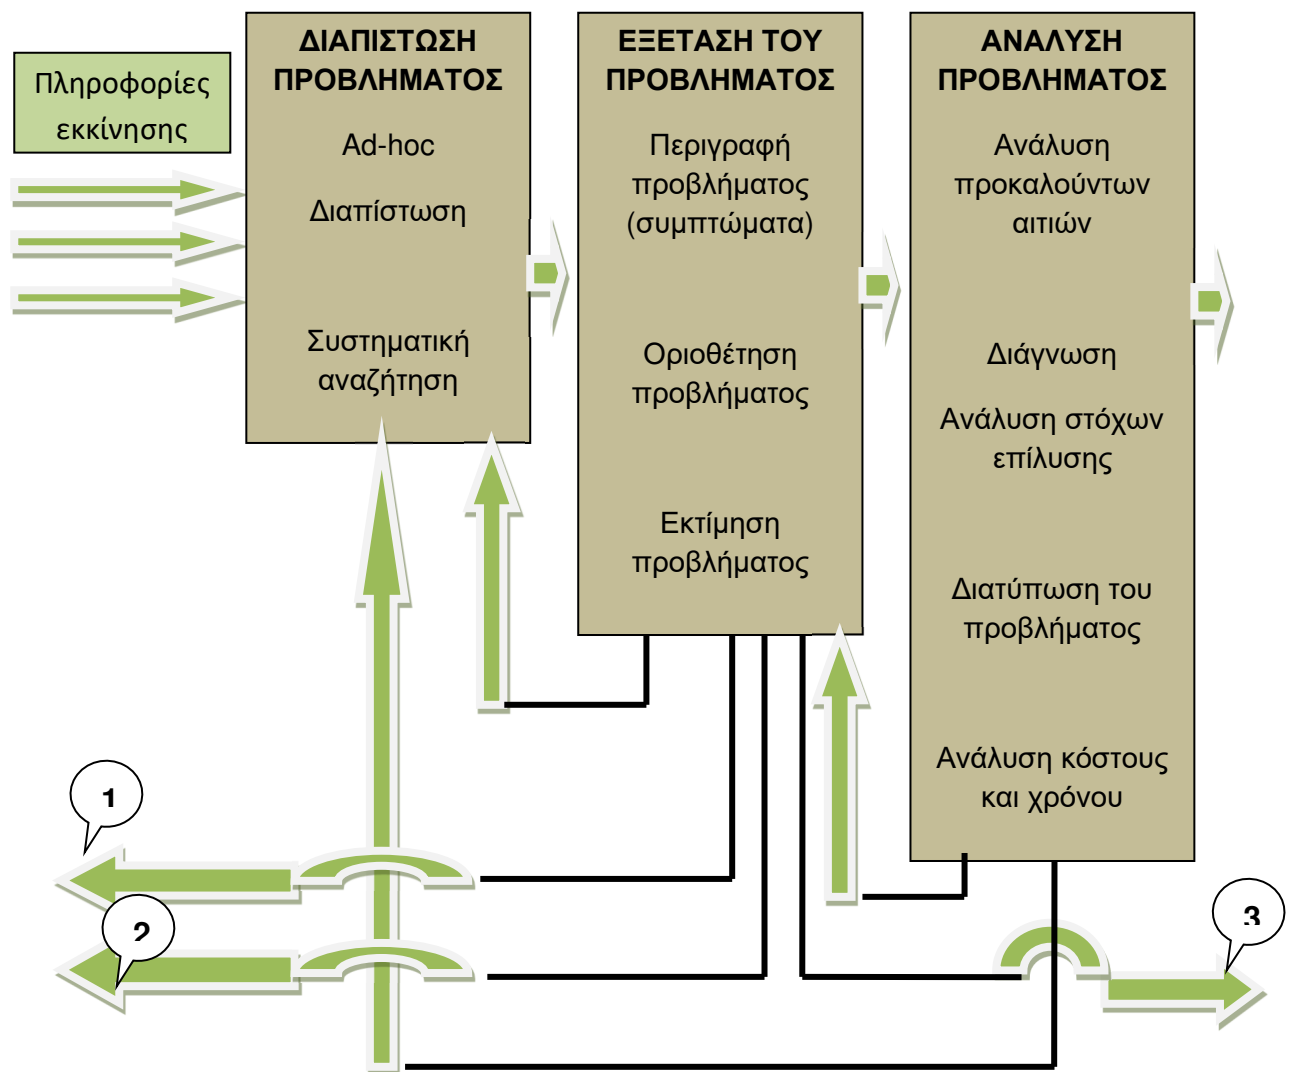 Πληροφορίες
εκκίνησης
ΔΙΑΠΙΣΤΩΣΗ
ΠΡΟΒΛΗΜΑΤΟΣ
Ad-hoc
Διαπίστωση
Συστηματική
αναζήτηση
ΕΞΕΤΑΣΗ ΤΟΥ
ΠΡΟΒΛΗΜΑΤΟΣ
Περιγραφή
προβλήματος
(συμπτώματα)
Οριοθέτηση
προβλήματος
Εκτίμηση
προβλήματος
ΑΝΑΛΥΣΗ
ΠΡΟΒΛΗΜΑΤΟΣ
Ανάλυση
προκαλούντων
αιτιών
Διάγνωση
Ανάλυση στόχων
επίλυσης
Διατύπωση του
προβλήματος
Ανάλυση κόστους
και χρόνου
1
2
3